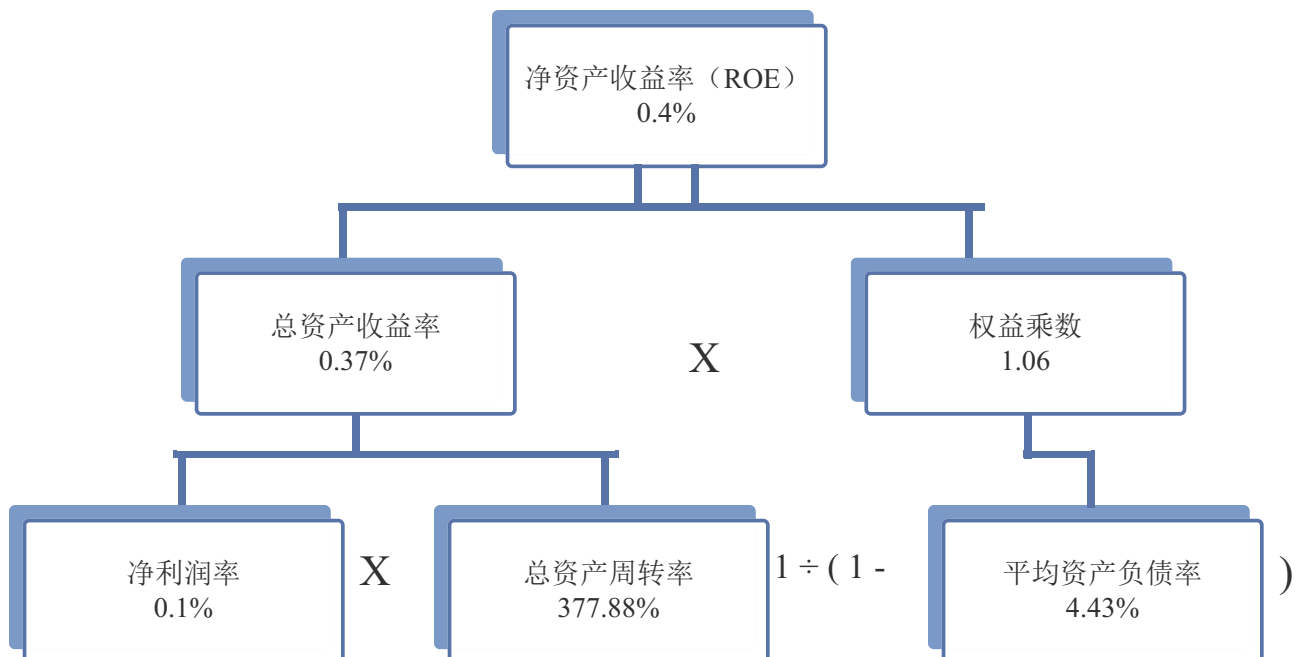 净资产收益率（ROE）
0.4%
总资产收益率
0.37%
X
权益乘数
1.06
净利润率
0.1%
X
总资产周转率
377.88%
1 ÷ ( 1 -
平均资产负债率
4.43%
)